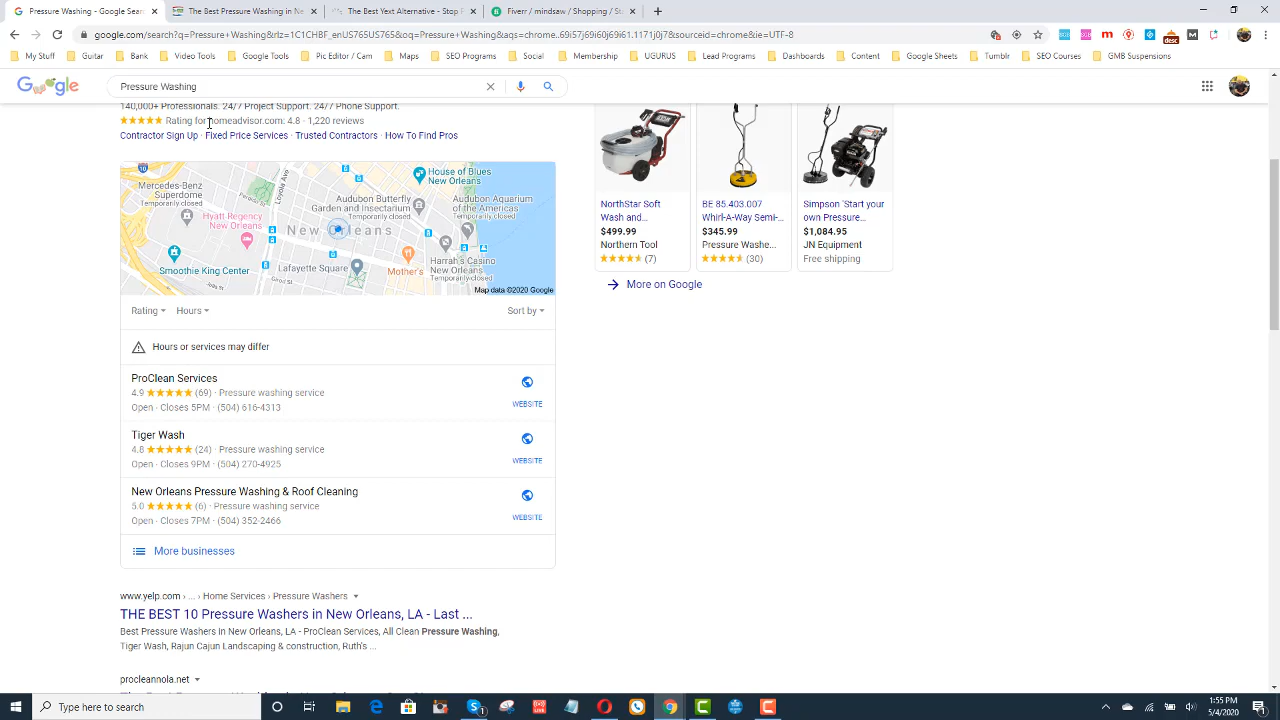 Pressure Washing - Google Search
The Best Pressure Washing in Ne
The Best Yext Alternative - Stop F
Fiverr / mindsaw / Shopping /St
google.com/search?q=Pressure+Washing&rlz=1C1CHBF_enUS765US765&oq=Pressure+Washing&aqs=chrome.69i57j69i60j69i61.1171j0j7&sourceid=chrome&ie=UTF-8
My Stuff
Guitar
Bank
Video Tools
Google Tools
Pixlr.com Pic Editor
Maps
SEO Programs
Social
Membership
UGURUS
Lead Programs
Dashboards
Content
Google Sheets
Tumblr
SEO Courses
GMB Suspensions
desc
Google
Pressure Washing
140,000+ Professionals. 24/7 Project Support. 24/7 Phone Support.
Rating for homeadvisor.com: 4.8 - 1,220 reviews
Contractor Sign Up · Fixed Price Services · Trusted Contractors · How To Find Pros
10
House of Blues
New Orleans
Mercedes-Benz
Superdome
Temporarily closed
Loyola Ave
Audubon Butterfly
Garden and Insectarium
Temporarily closed
Audubon Aquarium
of the Americas
Temporarily closed
Hyatt Regency
New Orleans
New Orleans
Smoothie King Center
Lafayette Square
Mother's
Harrah's Casino
New Orleans
Temporarily closed
Girod St
Map data ©2020 Google
Rating
Hours
Sort by
Hours or services may differ
ProClean Services
4.9 (69) · Pressure washing service
Open · Closes 5PM · (504) 616-4313
WEBSITE
Tiger Wash
4.8 (24) · Pressure washing service
Open · Closes 9PM · (504) 270-4925
WEBSITE
New Orleans Pressure Washing & Roof Cleaning
5.0 (6) · Pressure washing service
Open · Closes 7PM · (504) 352-2466
WEBSITE
More businesses
www.yelp.com › ... › Home Services › Pressure Washers
THE BEST 10 Pressure Washers in New Orleans, LA - Last ...
Best Pressure Washers in New Orleans, LA - ProClean Services, All Clean Pressure Washing,
Tiger Wash, Rajun Cajun Landscaping & construction, Ruth's ...
procleannola.net
NorthStar Soft
Wash and...
$499.99
Northern Tool
(7)
BE 85.403.007
Whirl-A-Way Semi-...
$345.99
Pressure Washe...
(30)
Simpson 'Start your
own Pressure...
$1,084.95
JN Equipment
Free shipping
More on Google
Type here to search
1:55 PM
5/4/2020